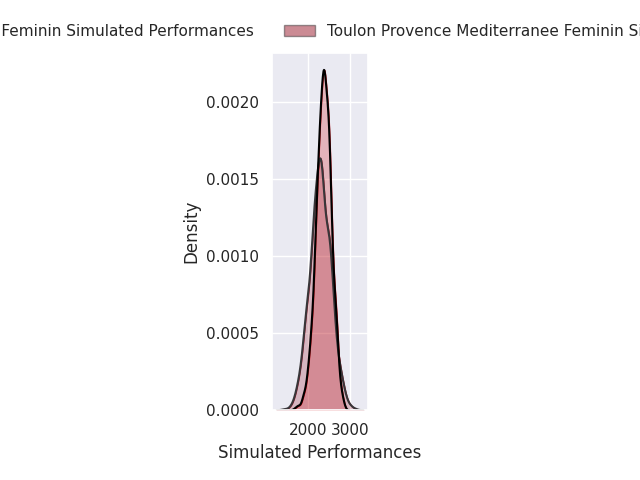 Feminin Simulated Performances
Toulon Provence Mediterranee Feminin
0.0020
0.0015
0.0010
0.0005
0.0000
Density
2000 3000
Simulated Performances